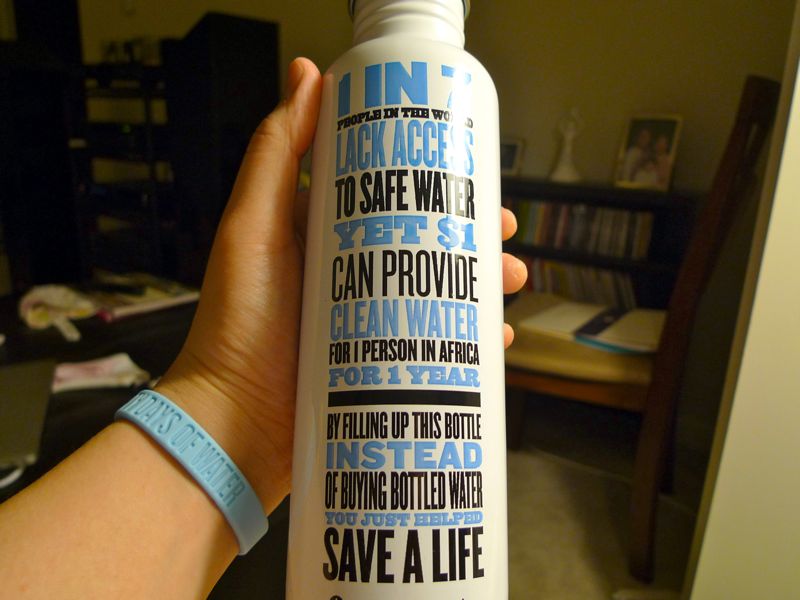 1 IN 7
PEOPLE IN THE WORLD
LACK ACCESS
TO SAFE WATER
YET $1
CAN PROVIDE
CLEAN WATER
FOR 1 PERSON IN AFRICA
FOR 1 YEAR
BY FILLING UP THIS BOTTLE
INSTEAD
OF BUYING BOTTLED WATER
YOU JUST HELPED
SAVE A LIFE
DAYS OF WATER